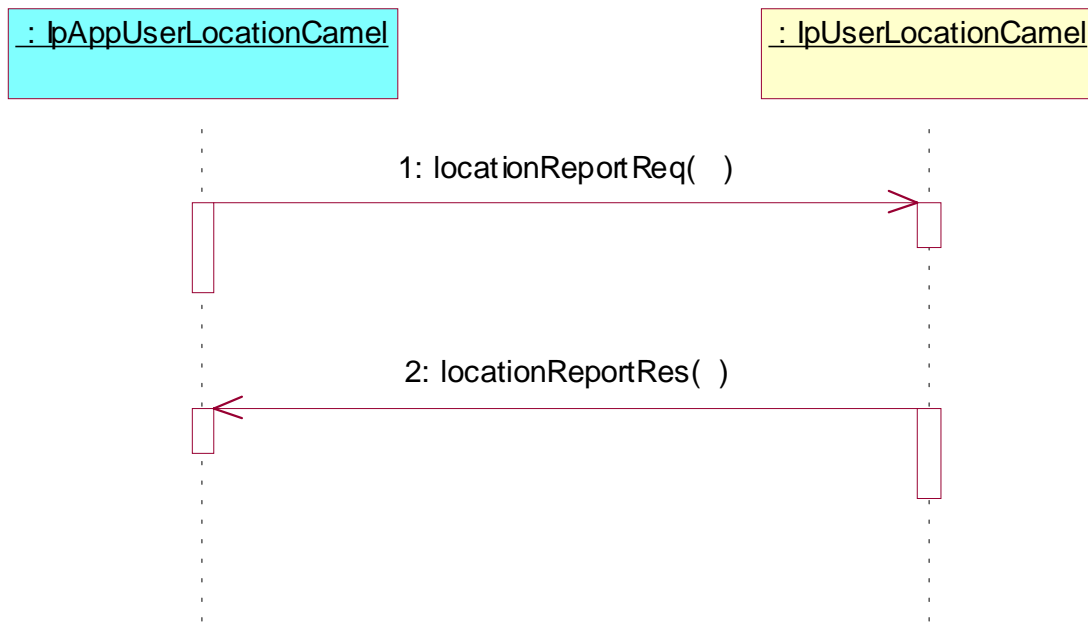 : IpAppUserLocationCamel
: IpUserLocationCamel
1: locationReportReq( )
2: locationReportRes( )